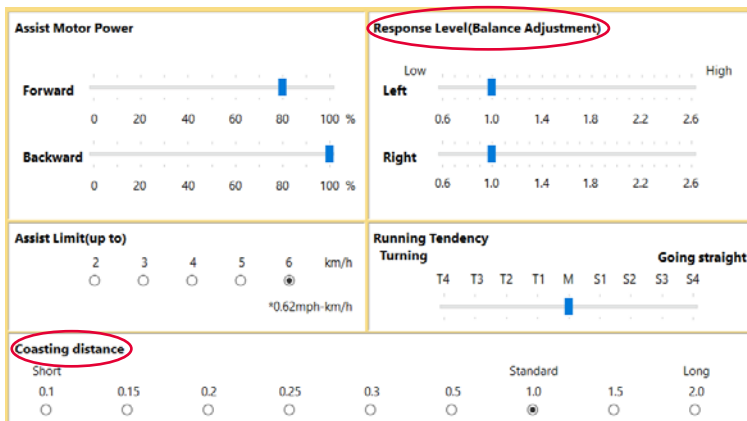 Assist Motor Power
Forward
0 20 40 60 80 100 %
Backward
0 20 40 60 80 100 %
Response Level(Balance Adjustment)
Low High
Left
0.6 1.0 1.4 1.8 2.2 2.6
Right
0.6 1.0 1.4 1.8 2.2 2.6
Assist Limit(up to)
2 3 4 5 6 km/h
*0.62mph-km/h
Running Tendency
Turning Going straight
T4 T3 T2 T1 M S1 S2 S3 S4
Coasting distance
Short Standard Long
0.1 0.15 0.2 0.25 0.3 0.5 1.0 1.5 2.0